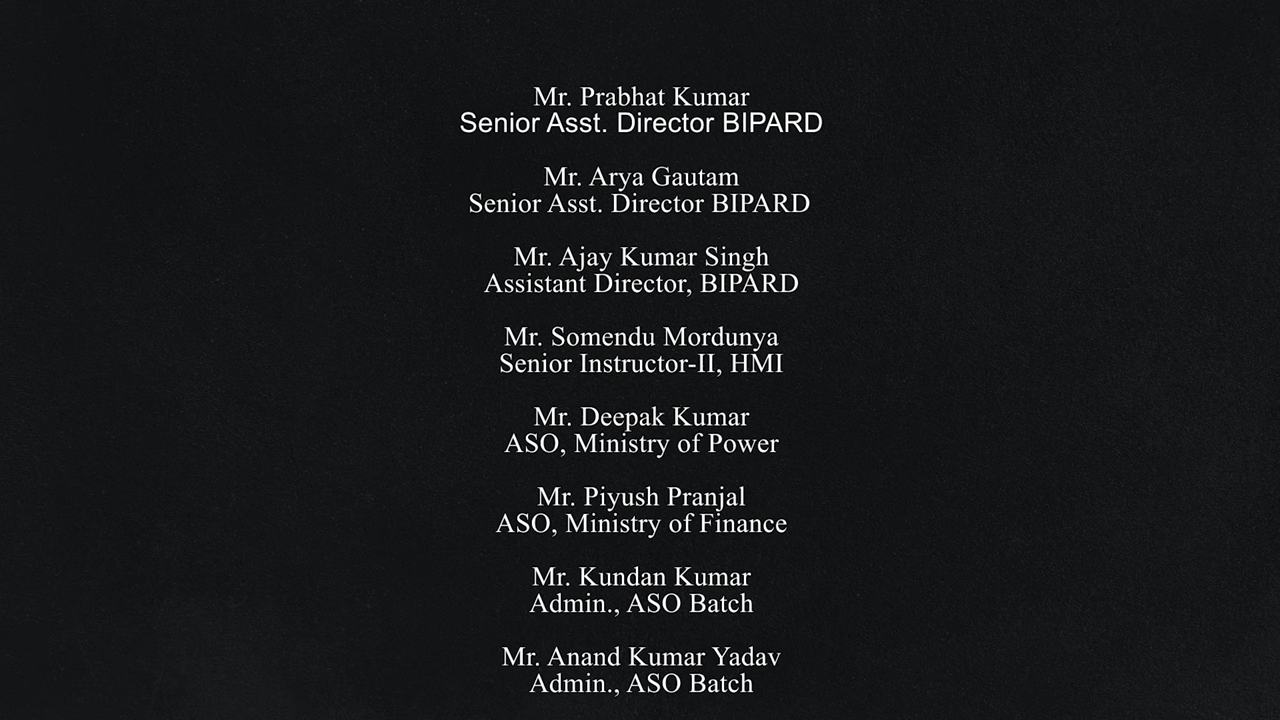 Mr. Prabhat Kumar
Senior Asst. Director BIPARD
Mr. Arya Gautam
Senior Asst. Director BIPARD
Mr. Ajay Kumar Singh
Assistant Director, BIPARD
Mr. Somendu Mordunya
Senior Instructor-II, HMI
Mr. Deepak Kumar
ASO, Ministry of Power
Mr. Piyush Pranjal
ASO, Ministry of Finance
Mr. Kundan Kumar
Admin., ASO Batch
Mr. Anand Kumar Yadav
Admin., ASO Batch